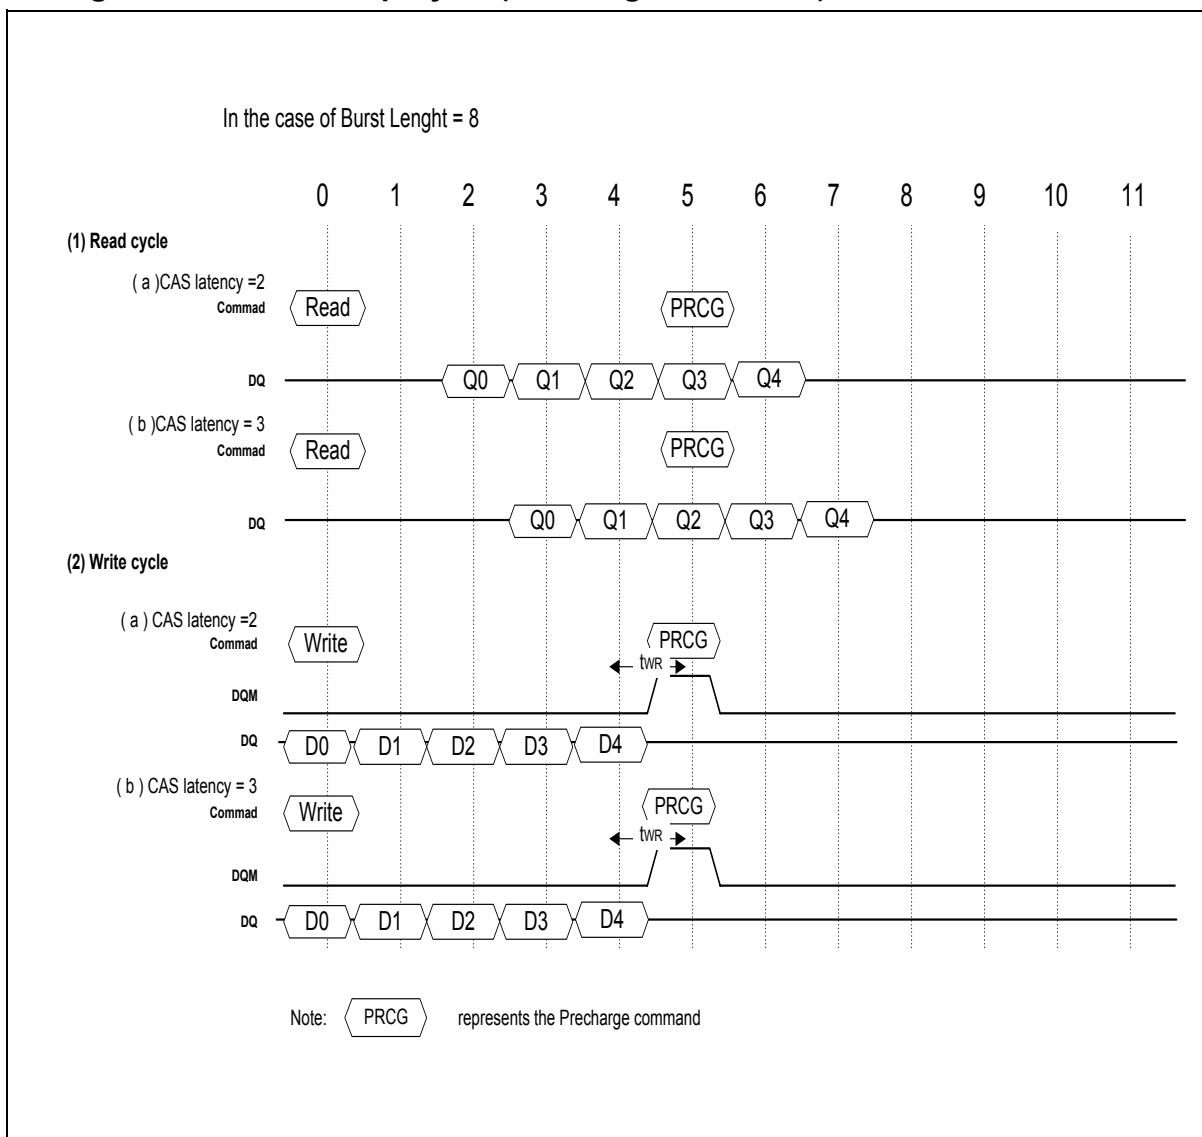 In the case of Burst Lenght = 8
0 1 2 3 4 5 6 7 8 9 10 11
(1) Read cycle
( a )CAS latency =2
Commad Read PRCG
DQ Q0 Q1 Q2 Q3 Q4
( b )CAS latency = 3
Commad Read PRCG
DQ Q0 Q1 Q2 Q3 Q4
(2) Write cycle
( a ) CAS latency =2
Commad Write PRCG
tWR
DQM
DQ D0 D1 D2 D3 D4
( b ) CAS latency = 3
Commad Write PRCG
tWR
DQM
DQ D0 D1 D2 D3 D4
Note: PRCG represents the Precharge command